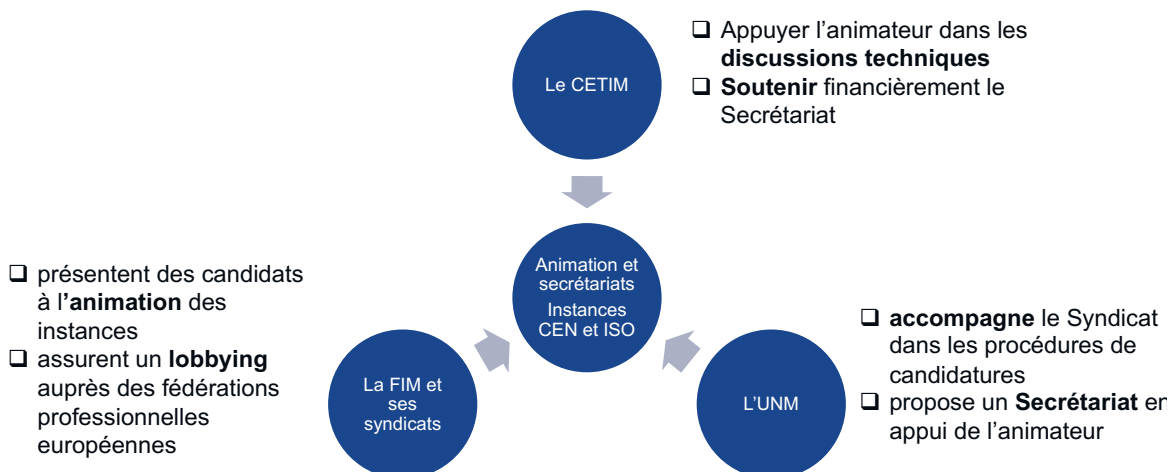 ❑ Appuyer l’animateur dans les
discussions techniques
❑ Soutenir financièrement le
Secrétariat
Le CETIM
Animation et
secrétariats
Instances
CEN et ISO
❑ présentent des candidats
à l’animation des
instances
❑ assurent un lobbying
auprès des fédérations
professionnelles
européennes
La FIM et
ses
syndicats
L’UNM
❑ accompagne le Syndicat
dans les procédures de
candidatures
❑ propose un Secrétariat en
appui de l’animateur